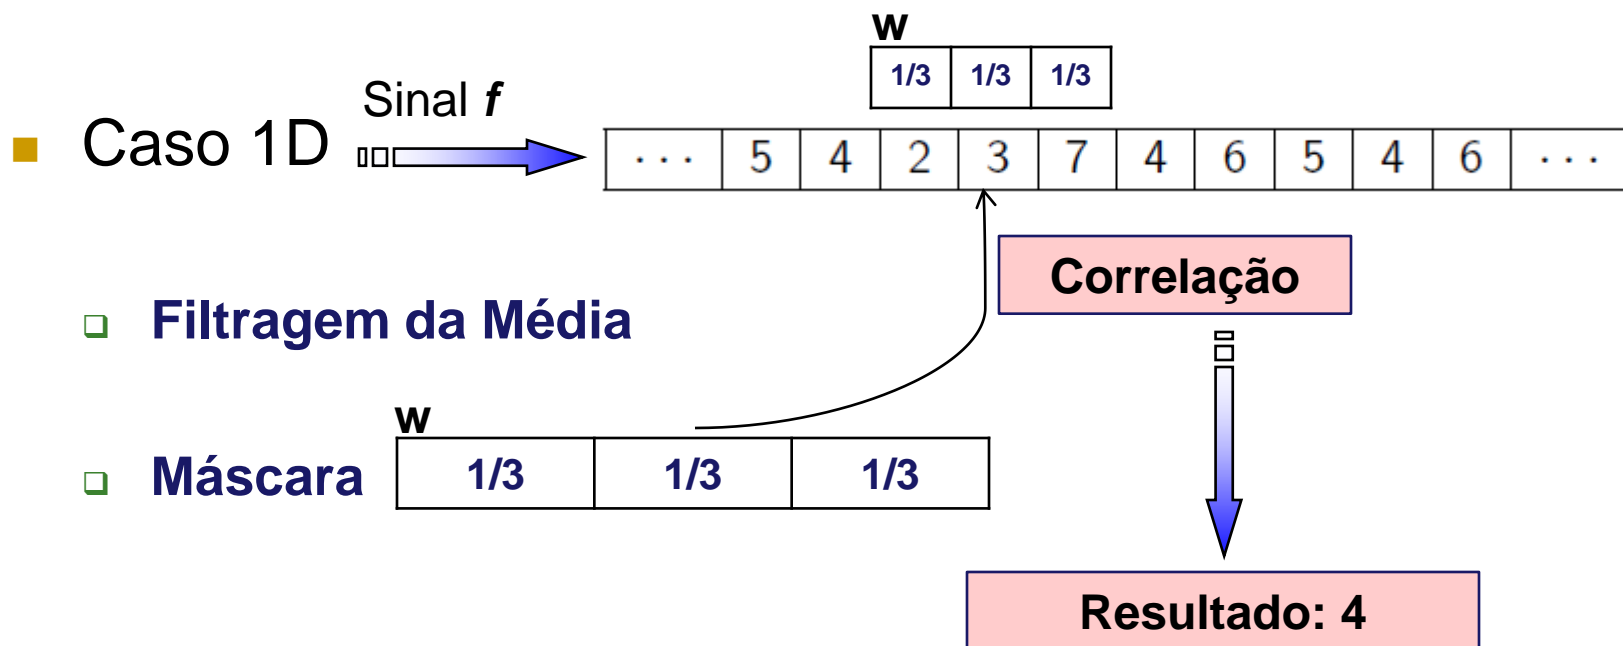 w
1/3 1/3 1/3
Sinal f
Caso 1D
··· 5 4 2 3 7 4 6 5 4 6 ···
Correlação
Filtragem da Média
w
Máscara 1/3 1/3 1/3
Resultado: 4